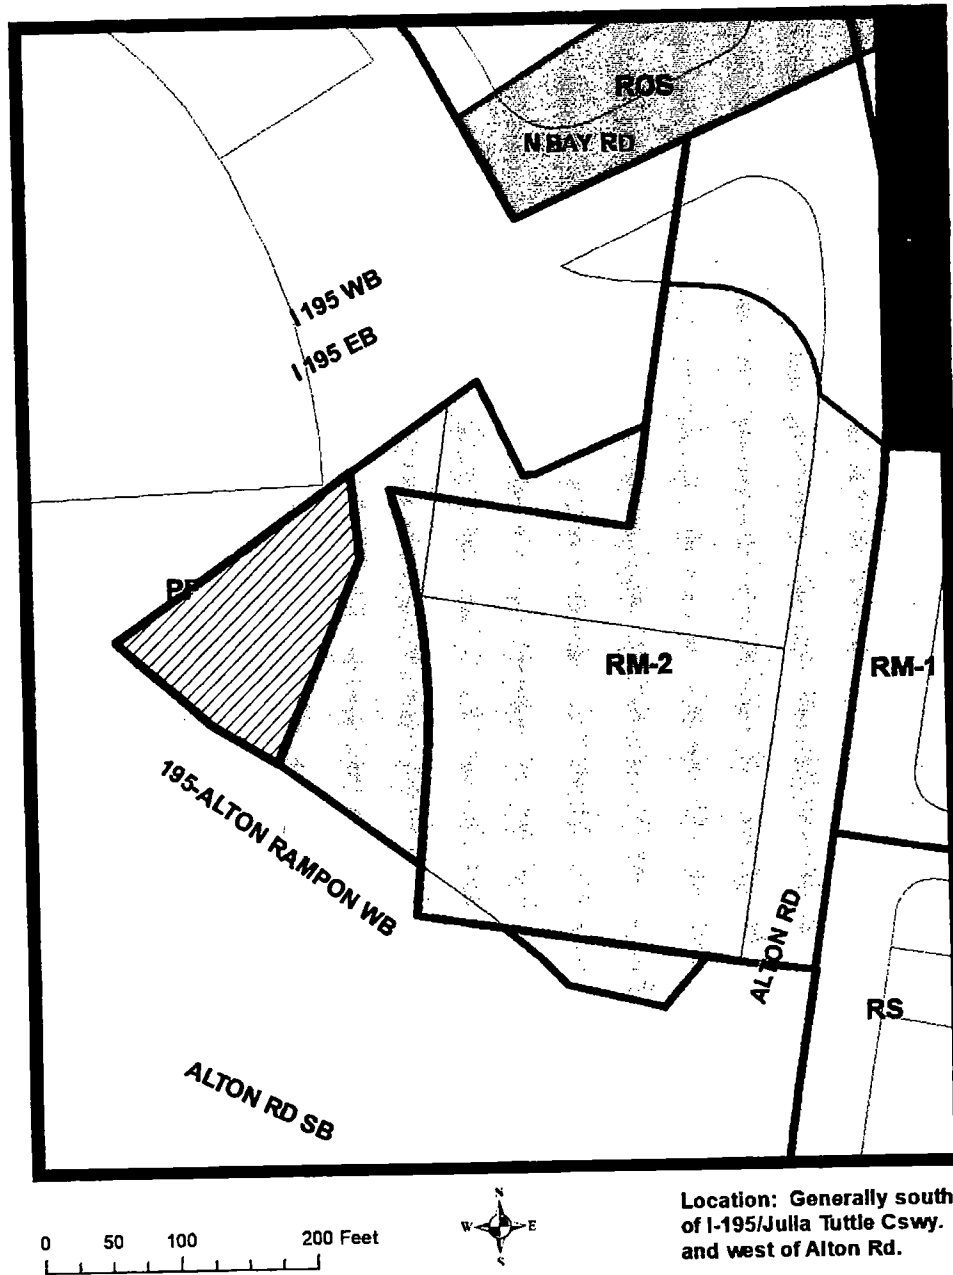 ROS
N BAY RD
I 195 WB
I 195 EB
RM-2
RM-1
195-ALTON RAMPON WB
ALTON RD
RS
ALTON RD SB
0 50 100 200 Feet
S
W E
S
Location: Generally south
of I-195/Julia Tuttle Cswy.
and west of Alton Rd.